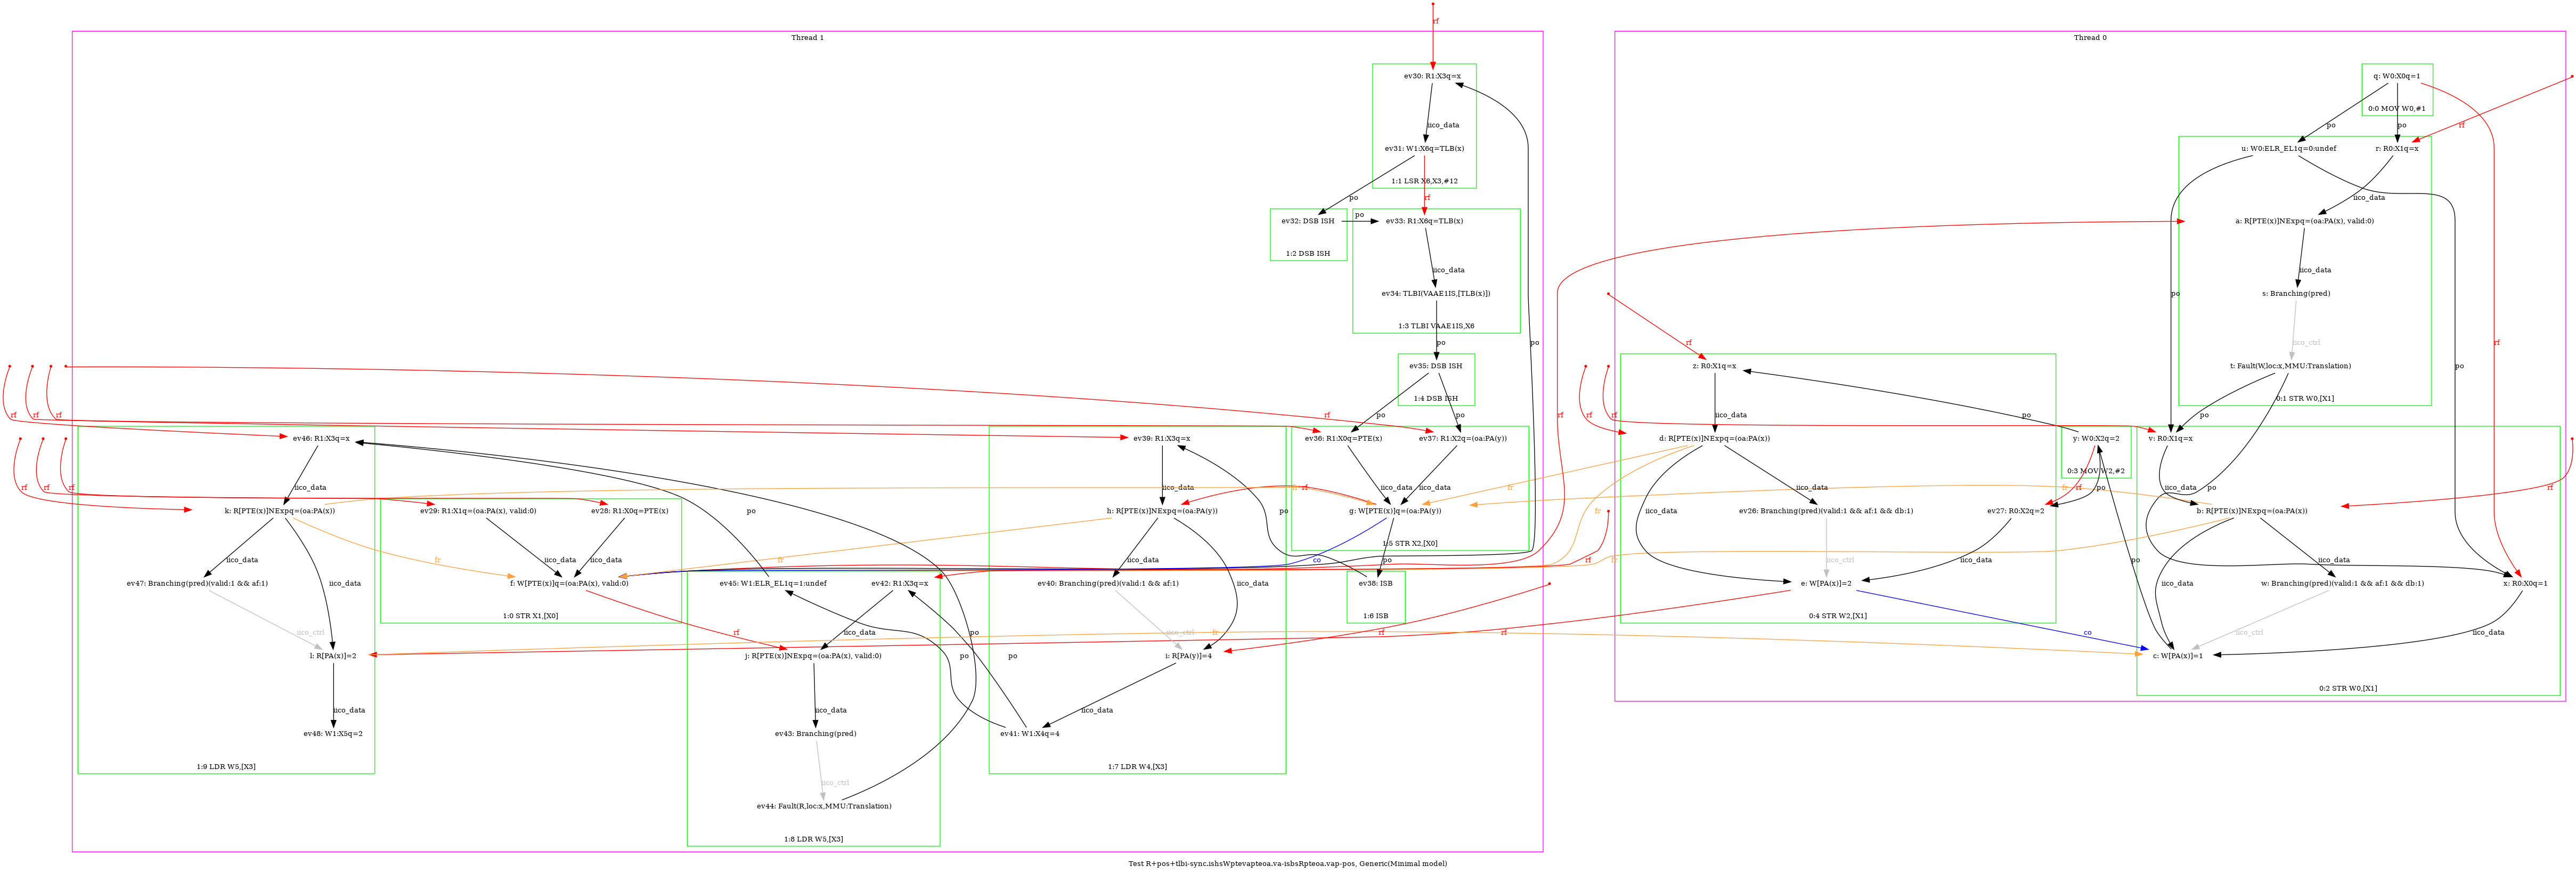 rf
Thread 1
Thread 0
ev30: R1:X3q=x
iico_data
ev31: W1:X6q=TLB(x)
1:1 LSR X6,X3,#12
q: W0:X0q=1
0:0 MOV W0,#1
po
po
rf
rf
u: W0:ELR_EL1q=0:undef
r: R0:X1q=x
iico_data
a: R[PTE(x)]NExpq=(oa:PA(x), valid:0)
iico_data
s: Branching(pred)
iico_ctrl
t: Fault(W,loc:x,MMU:Translation)
0:1 STR W0,[X1]
po
rf
po
ev32: DSB ISH
1:2 DSB ISH
ev33: R1:X6q=TLB(x)
iico_data
ev34: TLBI(VAAE1IS,[TLB(x)])
1:3 TLBI VAAE1IS,X6
po
ev35: DSB ISH
1:4 DSB ISH
po
po
po
po
po
po
po
rf
rf
rf
rf
rf
rf
rf
rf
z: R0:X1q=x
iico_data
d: R[PTE(x)]NExpq=(oa:PA(x))
iico_data
iico_data
ev26: Branching(pred)(valid:1 && af:1 && db:1)
iico_ctrl
ev27: R0:X2q=2
iico_data
e: W[PA(x)]=2
0:4 STR W2,[X1]
po
y: W0:X2q=2
0:3 MOV W2,#2
rf
po
po
v: R0:X1q=x
iico_data
b: R[PTE(x)]NExpq=(oa:PA(x))
rf
iico_data
iico_data
w: Branching(pred)(valid:1 && af:1 && db:1)
iico_ctrl
x: R0:X0q=1
iico_data
c: W[PA(x)]=1
0:2 STR W0,[X1]
co
ev46: R1:X3q=x
iico_data
k: R[PTE(x)]NExpq=(oa:PA(x))
iico_data
iico_data
ev47: Branching(pred)(valid:1 && af:1)
iico_ctrl
l: R[PA(x)]=2
iico_data
ev48: W1:X5q=2
1:9 LDR W5,[X3]
rf
rf
rf
ev29: R1:X1q=(oa:PA(x), valid:0)
ev28: R1:X0q=PTE(x)
iico_data
iico_data
f: W[PTE(x)]q=(oa:PA(x), valid:0)
1:0 STR X1,[X0]
fr
rf
ev45: W1:ELR_EL1q=1:undef
ev42: R1:X3q=x
iico_data
j: R[PTE(x)]NExpq=(oa:PA(x), valid:0)
iico_data
ev43: Branching(pred)
iico_ctrl
ev44: Fault(R,loc:x,MMU:Translation)
1:8 LDR W5,[X3]
po
po
po
ev39: R1:X3q=x
iico_data
h: R[PTE(x)]NExpq=(oa:PA(y))
iico_data
iico_data
ev40: Branching(pred)(valid:1 && af:1)
iico_ctrl
i: R[PA(y)]=4
iico_data
ev41: W1:X4q=4
1:7 LDR W4,[X3]
fr
fr
fr
rf
po
ev36: R1:X0q=PTE(x)
ev37: R1:X2q=(oa:PA(y))
iico_data
iico_data
g: W[PTE(x)]q=(oa:PA(y))
1:5 STR X2,[X0]
co
po
ev38: ISB
1:6 ISB
fr
fr
fr
fr
rf
rf
rf
Test R+pos+tlbi-sync.ishsWptevapteoa.va-isbsRpteoa.vap-pos, Generic(Minimal model)